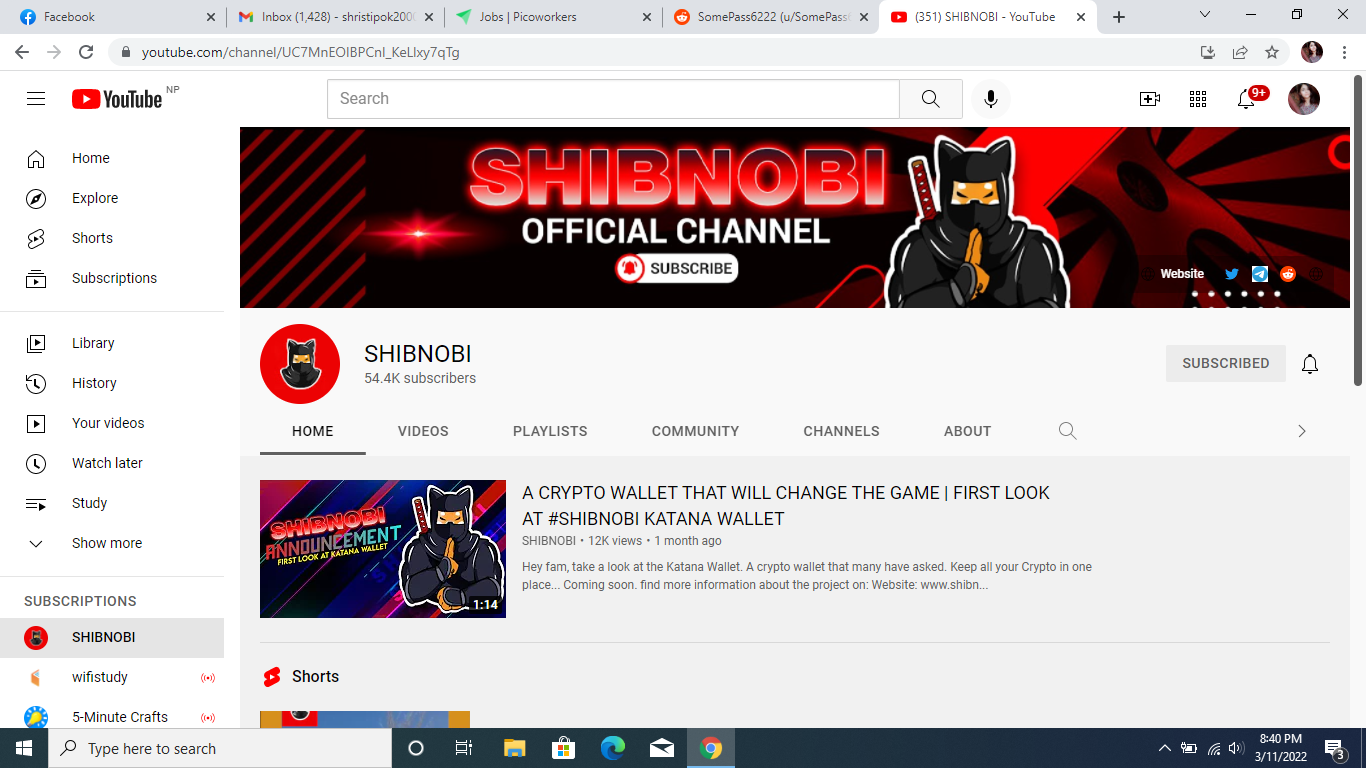 Facebook
Inbox (1,428) - shristipok200
Jobs | Picoworkers
SomePass6222 (u/SomePass
(351) SHIBNOBI - YouTube
youtube.com/channel/UC7MnEOIBPCnI_KeLlxy7qTg
YouTube NP
Search
9+
Home
Explore
Shorts
Subscriptions
Library
History
Your videos
Watch later
Study
Show more
SUBSCRIPTIONS
SHIBNOBI
wifistudy
5-Minute Crafts
SHIBNOBI
OFFICIAL CHANNEL
SUBSCRIBE
Website
SHIBNOBI
54.4K subscribers
SUBSCRIBED
HOME
VIDEOS
PLAYLISTS
COMMUNITY
CHANNELS
ABOUT
SHIBNOBI
ANNOUNCEMENT
FIRST LOOK AT KATANA WALLET
1:14
A CRYPTO WALLET THAT WILL CHANGE THE GAME | FIRST LOOK
AT #SHIBNOBI KATANA WALLET
SHIBNOBI • 12K views • 1 month ago
Hey fam, take a look at the Katana Wallet. A crypto wallet that many have asked. Keep all your Crypto in one
place... Coming soon. find more information about the project on: Website: www.shibn...
Shorts
Type here to search
8:40 PM
3/11/2022
3